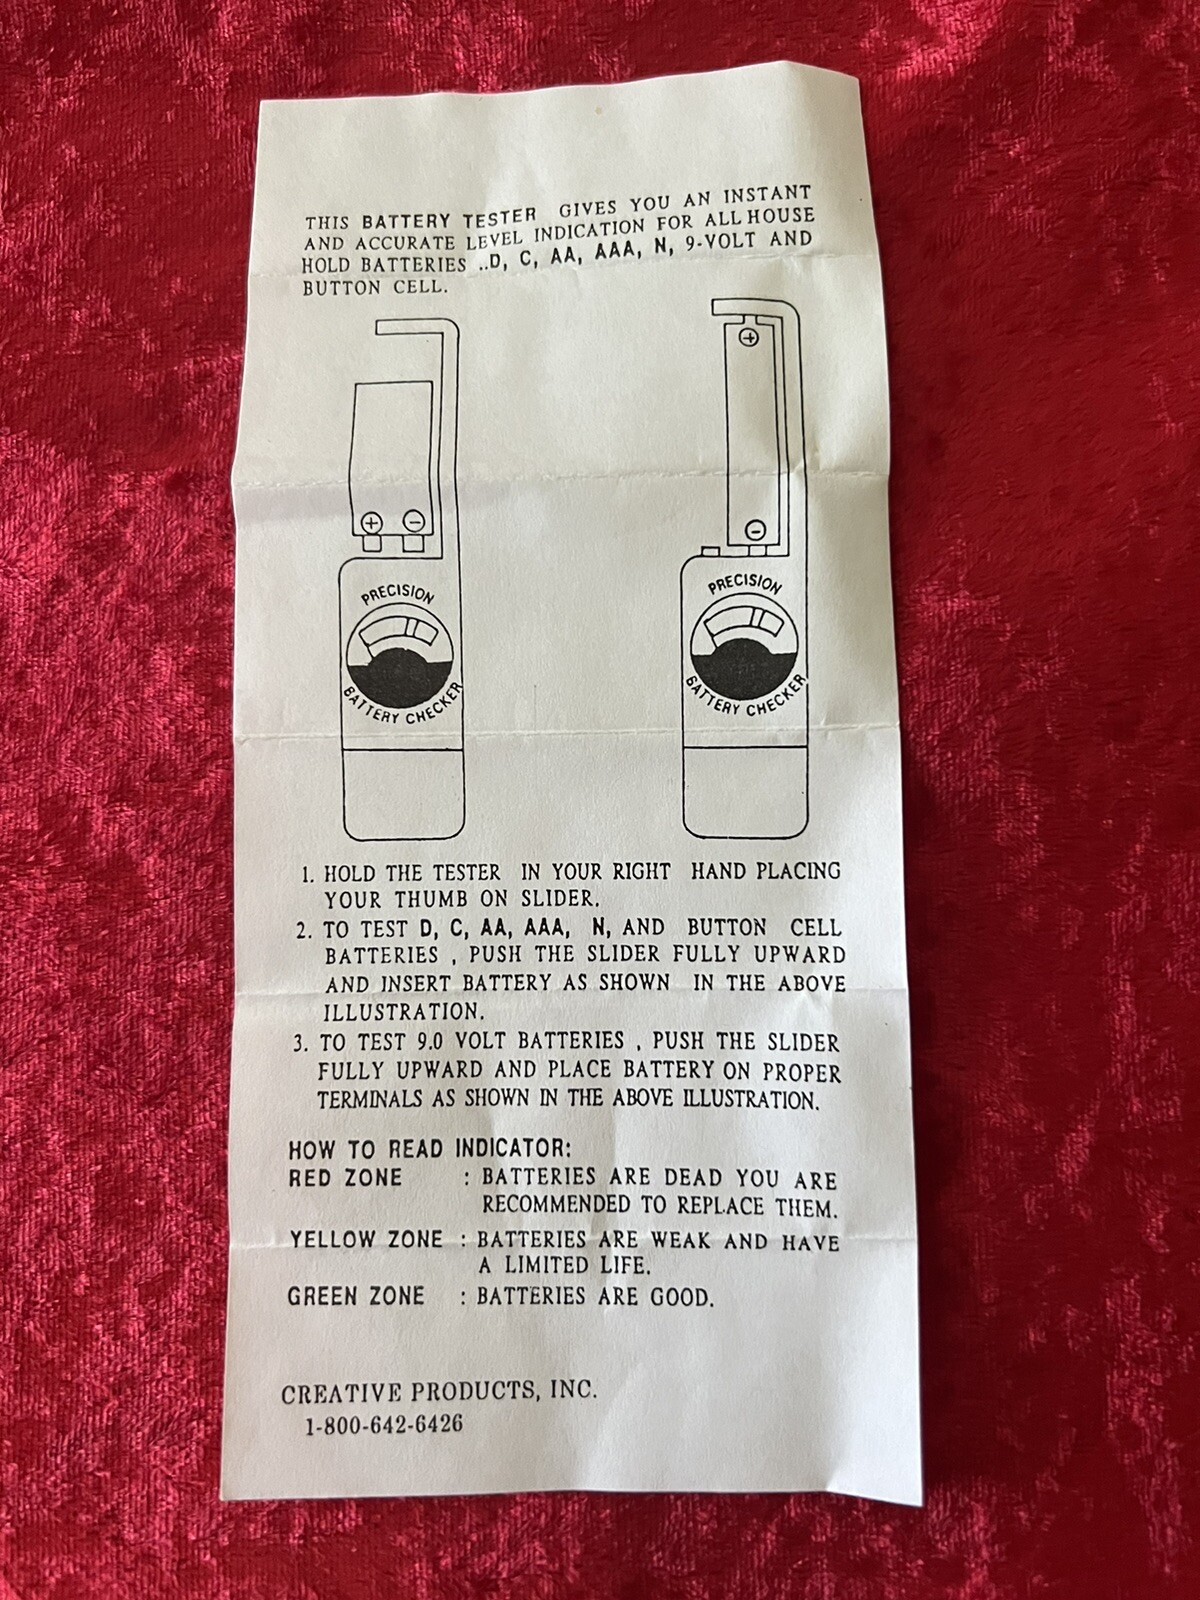 THIS BATTERY TESTER GIVES YOU AN INSTANT
AND ACCURATE LEVEL INDICATION FOR ALL HOUSE
HOLD BATTERIES ..D, C, AA, AAA, N, 9-VOLT AND
BUTTON CELL.
+
+ −
−
PRECISION
BATTERY CHECKER
PRECISION
BATTERY CHECKER
1. HOLD THE TESTER IN YOUR RIGHT HAND PLACING
YOUR THUMB ON SLIDER.
2. TO TEST D, C, AA, AAA, N, AND BUTTON CELL
BATTERIES , PUSH THE SLIDER FULLY UPWARD
AND INSERT BATTERY AS SHOWN IN THE ABOVE
ILLUSTRATION.
3. TO TEST 9.0 VOLT BATTERIES , PUSH THE SLIDER
FULLY UPWARD AND PLACE BATTERY ON PROPER
TERMINALS AS SHOWN IN THE ABOVE ILLUSTRATION.
HOW TO READ INDICATOR:
RED ZONE : BATTERIES ARE DEAD YOU ARE
RECOMMENDED TO REPLACE THEM.
YELLOW ZONE : BATTERIES ARE WEAK AND HAVE
A LIMITED LIFE.
GREEN ZONE : BATTERIES ARE GOOD.
CREATIVE PRODUCTS, INC.
1-800-642-6426